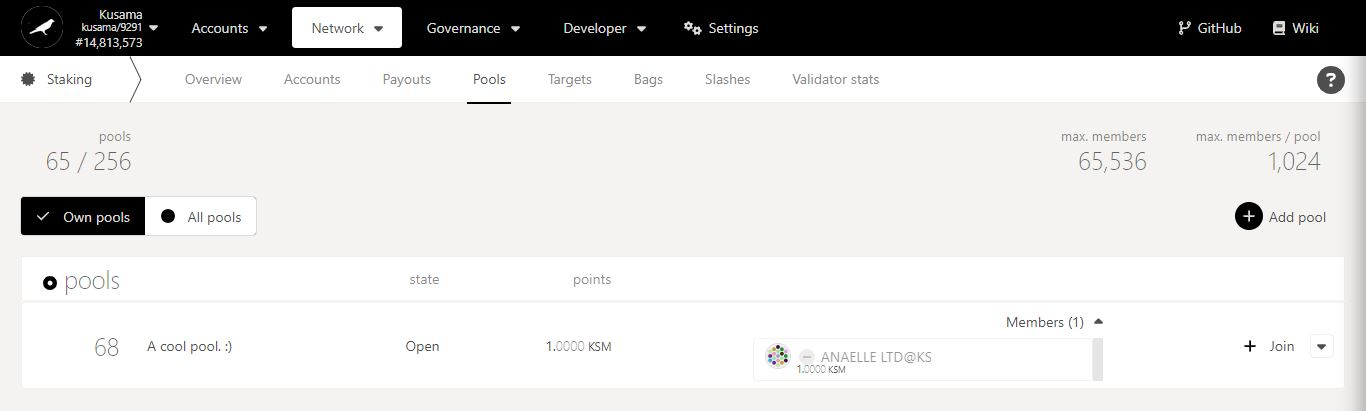 Kusama
kusama/9291
#14,813,573
Accounts
Network
Governance
Developer
Settings
GitHub
Wiki
Staking
Overview
Accounts
Payouts
Pools
Targets
Bags
Slashes
Validator stats
?
pools
65 / 256
max. members
65,536
max. members / pool
1,024
Own pools
All pools
Add pool
pools
state
points
68
A cool pool. :)
Open
1.0000 KSM
Members (1)
ANAELLE LTD@KS
1.0000 KSM
Join